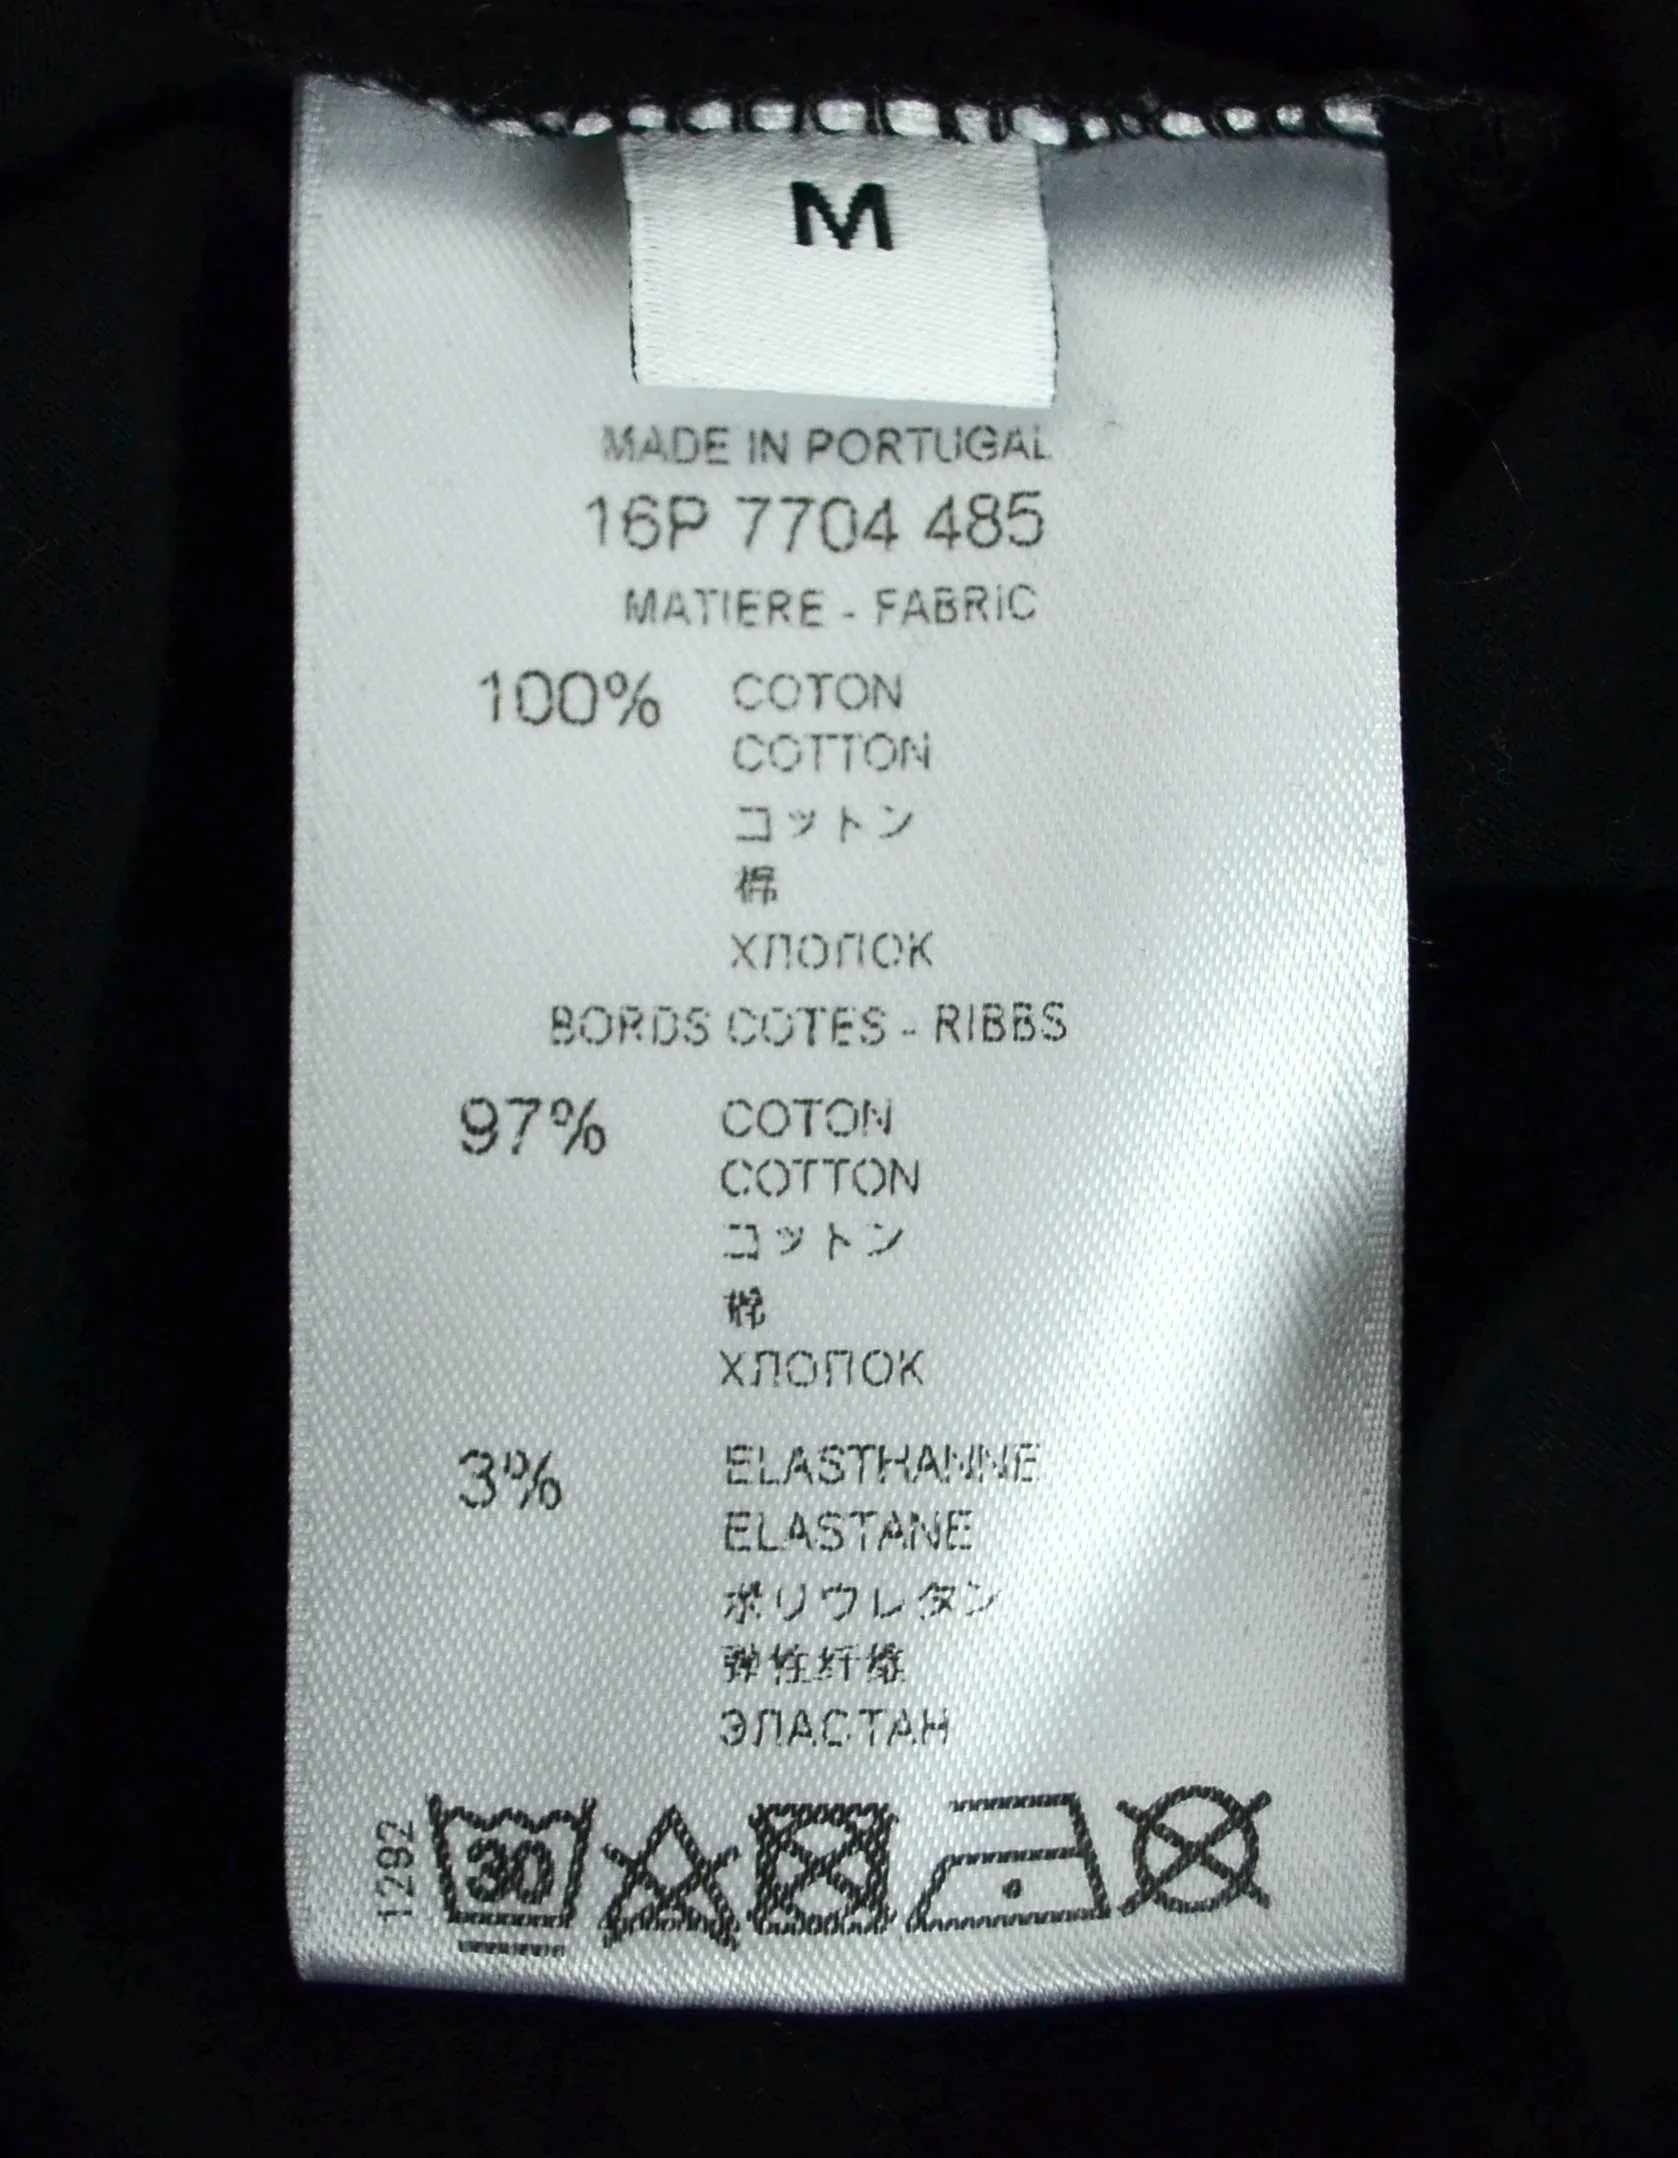 M
MADE IN PORTUGAL
16P 7704 485
MATIERE - FABRIC
100% COTON
COTTON
コットン
棉
ХЛОПОК
BORDS COTES - RIBBS
97% COTON
COTTON
コットン
棉
ХЛОПОК
3% ELASTHANNE
ELASTANE
ポリウレタン
弹性纤维
ЭЛАСТАН
1292
30